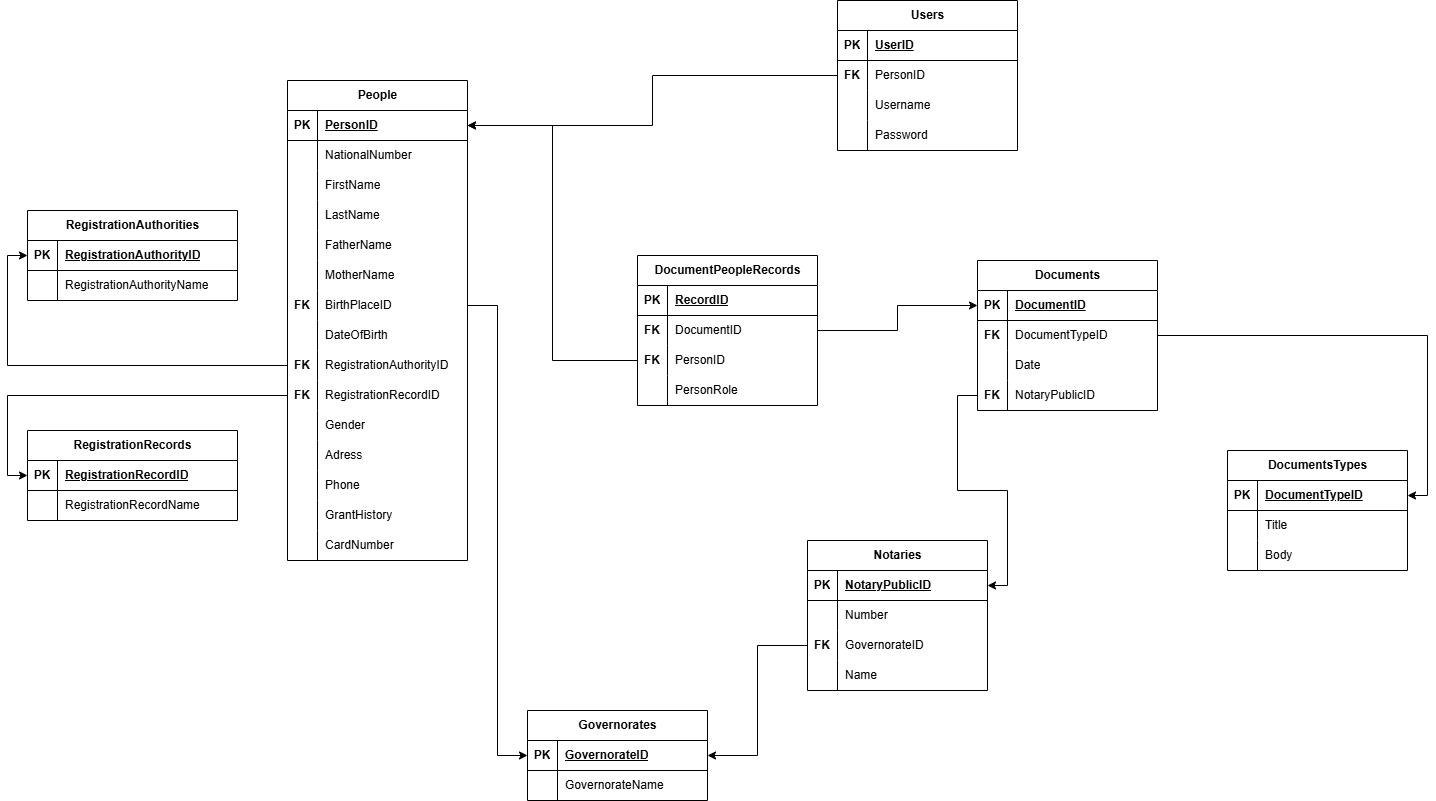 Users
PK UserID
FK PersonID
Username
Password
People
PK PersonID
NationalNumber
FirstName
LastName
FatherName
MotherName
FK BirthPlaceID
DateOfBirth
FK RegistrationAuthorityID
FK RegistrationRecordID
Gender
Adress
Phone
GrantHistory
CardNumber
RegistrationAuthorities
PK RegistrationAuthorityID
RegistrationAuthorityName
RegistrationRecords
PK RegistrationRecordID
RegistrationRecordName
DocumentPeopleRecords
PK RecordID
FK DocumentID
FK PersonID
PersonRole
Documents
PK DocumentID
FK DocumentTypeID
Date
FK NotaryPublicID
DocumentsTypes
PK DocumentTypeID
Title
Body
Notaries
PK NotaryPublicID
Number
FK GovernorateID
Name
Governorates
PK GovernorateID
GovernorateName